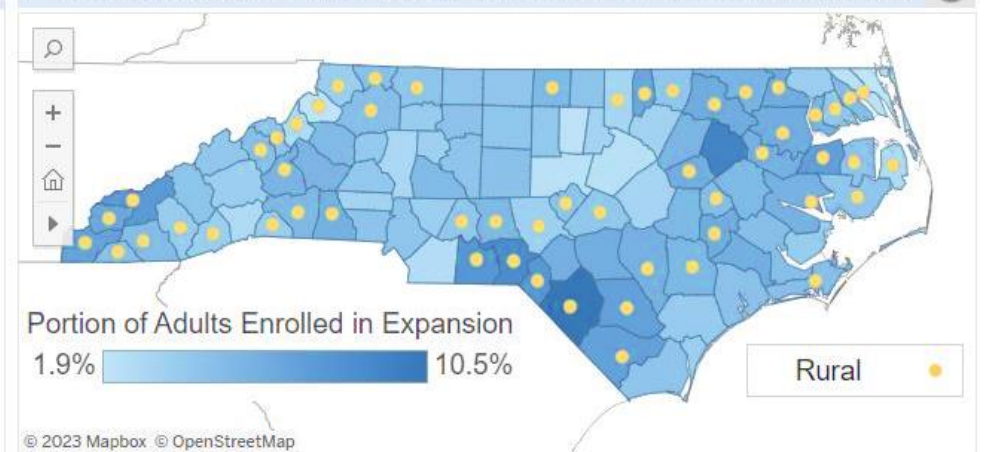 Portion of Adults Enrolled in Expansion
1.9% 10.5%
Rural
© 2023 Mapbox © OpenStreetMap